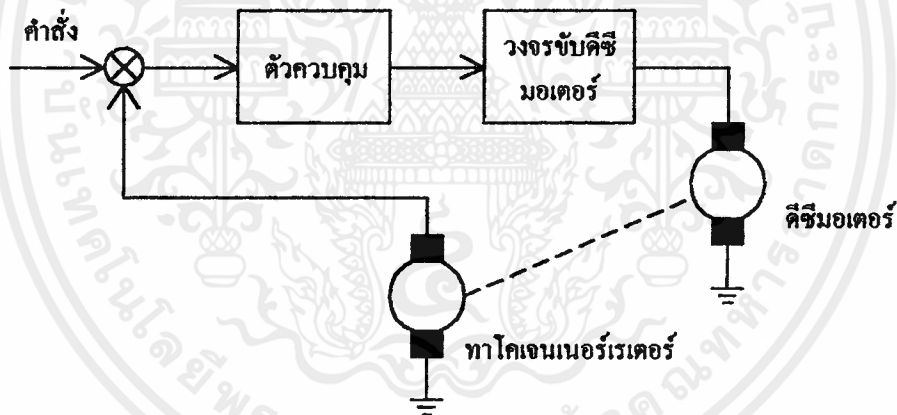 คำสั่ง
ตัวควบคุม
วงจรขับดีซี
มอเตอร์
ดีซีมอเตอร์
ทาโคเจนเนอร์เรเตอร์